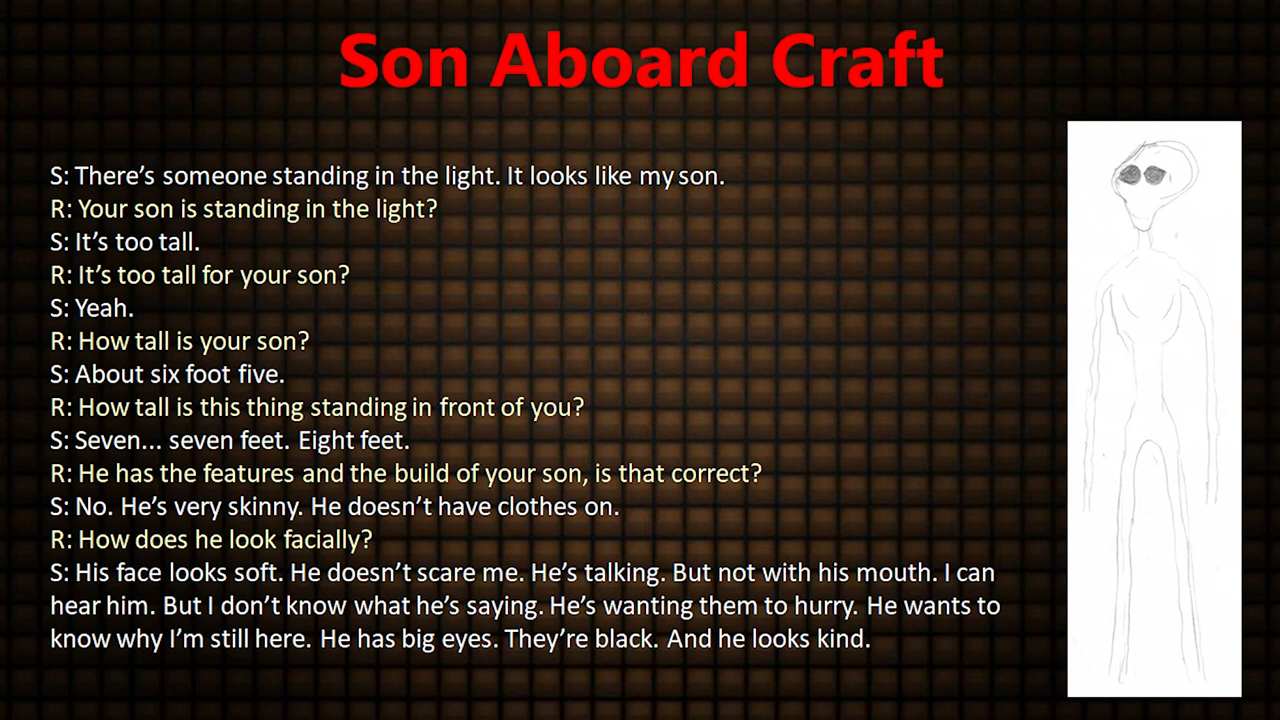 Son Aboard Craft
S: There's someone standing in the light. It looks like my son.
R: Your son is standing in the light?
S: It's too tall.
R: It's too tall for your son?
S: Yeah.
R: How tall is your son?
S: About six foot five.
R: How tall is this thing standing in front of you?
S: Seven... seven feet. Eight feet.
R: He has the features and the build of your son, is that correct?
S: No. He's very skinny. He doesn't have clothes on.
R: How does he look facially?
S: His face looks soft. He doesn't scare me. He's talking. But not with his mouth. I can
hear him. But I don't know what he's saying. He's wanting them to hurry. He wants to
know why I'm still here. He has big eyes. They're black. And he looks kind.